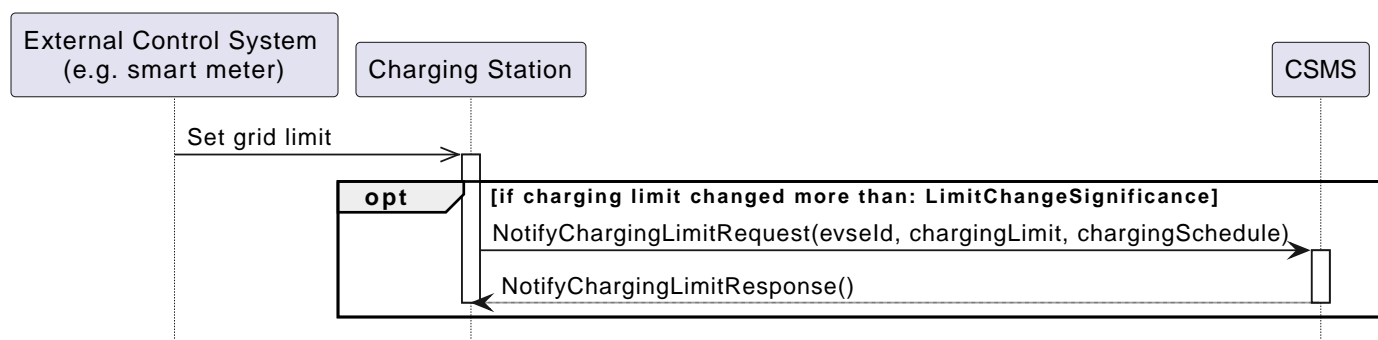 External Control System
(e.g. smart meter)
Charging Station
CSMS
Set grid limit
opt
[if charging limit changed more than: LimitChangeSignificance]
NotifyChargingLimitRequest(evseId, chargingLimit, chargingSchedule)
NotifyChargingLimitResponse()